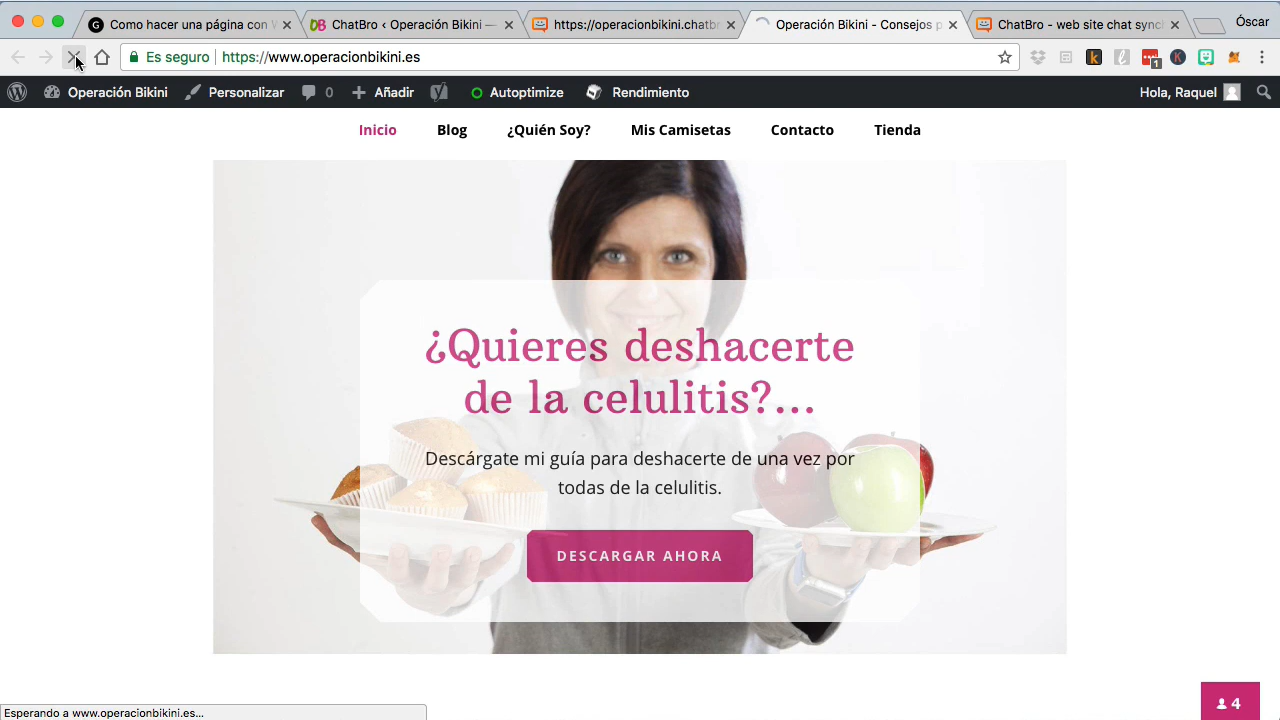 Como hacer una página con
ChatBro ‹ Operación Bikini —
https://operacionbikini.chatbr
Operación Bikini - Consejos p
ChatBro - web site chat synch
Óscar
Es seguro
https://www.operacionbikini.es
1
Operación Bikini
Personalizar
0
Añadir
Autoptimize
Rendimiento
Hola, Raquel
Inicio
Blog
¿Quién Soy?
Mis Camisetas
Contacto
Tienda
¿Quieres deshacerte
de la celulitis?...
Descárgate mi guía para deshacerte de una vez por
todas de la celulitis.
DESCARGAR AHORA
4
Esperando a www.operacionbikini.es...